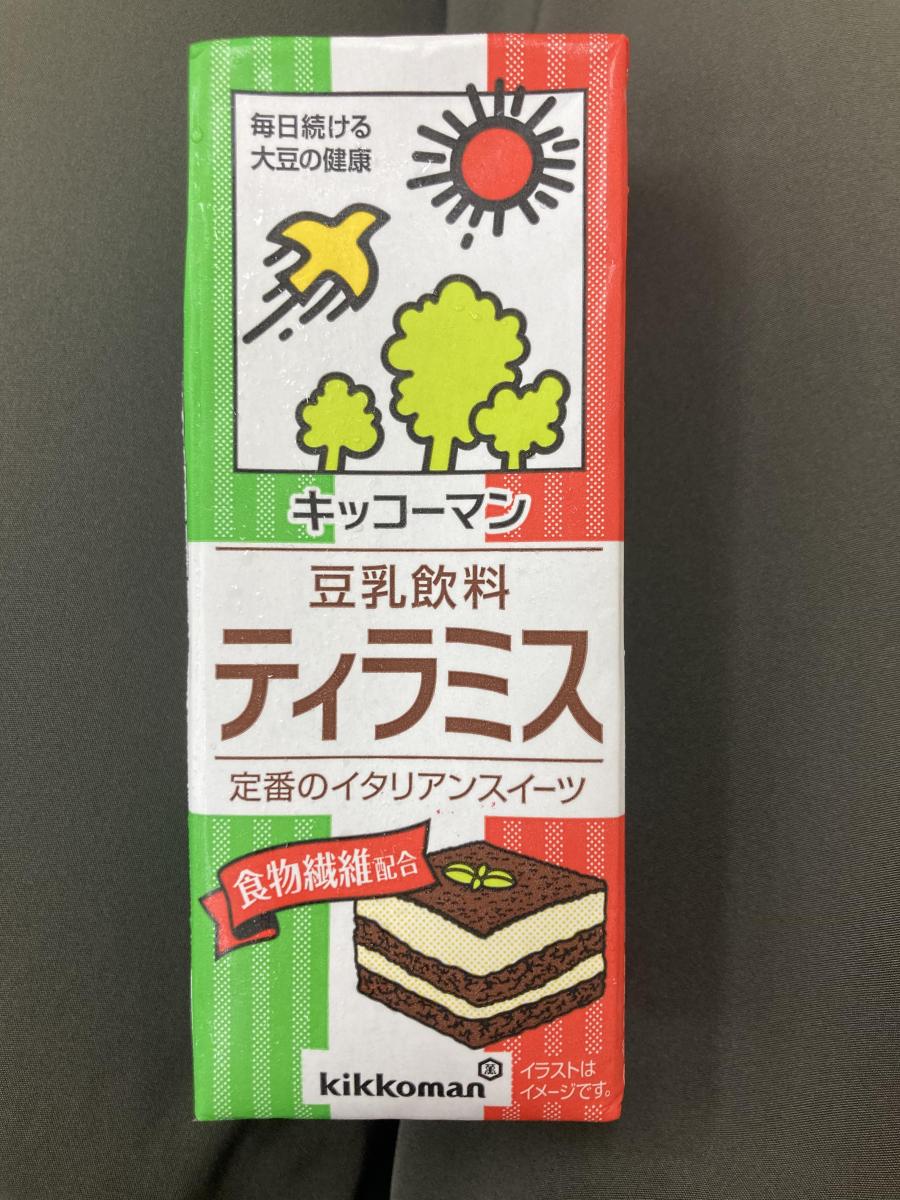 毎日続ける
大豆の健康
キッコーマン
豆乳飲料
ティラミス
定番のイタリアンスイーツ
食物繊維配合
kikkoman
萬
イラストは
イメージです。